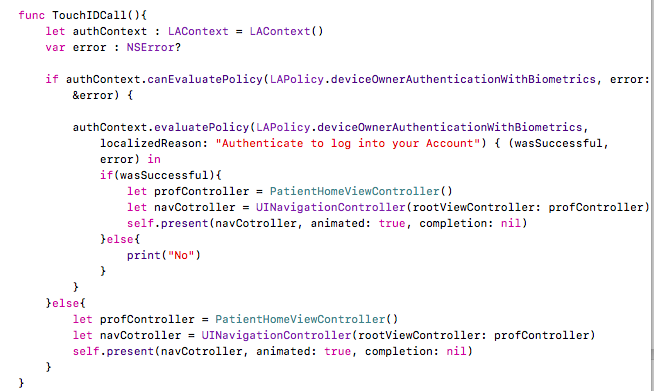 func TouchIDCall(){
let authContext : LAContext = LAContext()
var error : NSError?
if authContext.canEvaluatePolicy(LAPolicy.deviceOwnerAuthenticationWithBiometrics, error:
&error) {
authContext.evaluatePolicy(LAPolicy.deviceOwnerAuthenticationWithBiometrics,
localizedReason: "Authenticate to log into your Account") { (wasSuccessful,
error) in
if(wasSuccessful){
let profController = PatientHomeViewController()
let navCotroller = UINavigationController(rootViewController: profController)
self.present(navCotroller, animated: true, completion: nil)
}else{
print("No")
}
}
}else{
let profController = PatientHomeViewController()
let navCotroller = UINavigationController(rootViewController: profController)
self.present(navCotroller, animated: true, completion: nil)
}
}